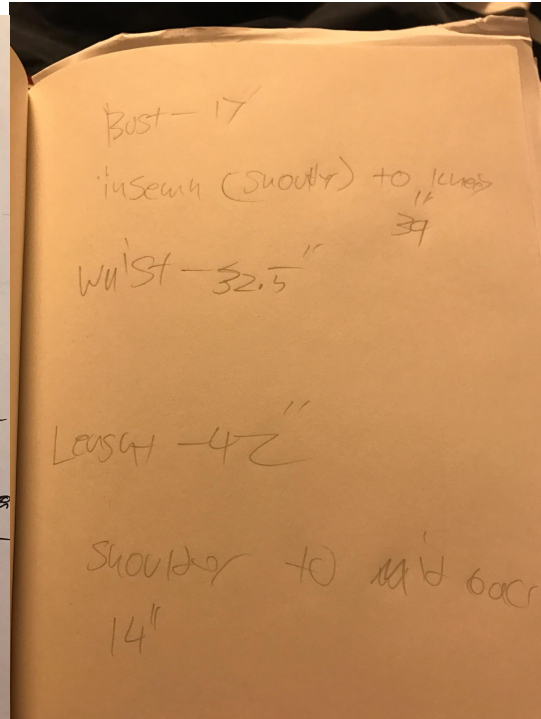 Bust - 17"
inseam (shoulder) to knees
39"
waist - 32.5"
Length - 42"
shoulder to mid back
14"